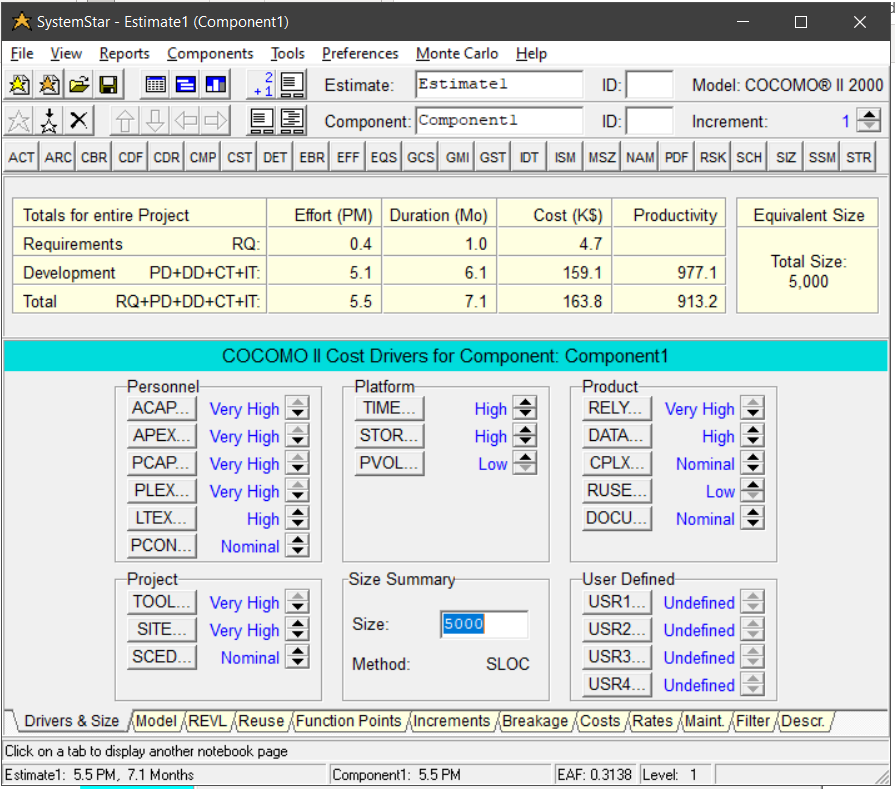 SystemStar - Estimate1 (Component1)
File View Reports Components Tools Preferences Monte Carlo Help
2 +1 Estimate: Estimate1 ID: Model: COCOMO® II 2000
Component: Component1 ID: Increment: 1
ACT ARC CBR CDF CDR CMP CST DET EBR EFF EQS GCS GMI GST IDT ISM MSZ NAM PDF RSK SCH SIZ SSM STR
Totals for entire Project Effort (PM) Duration (Mo) Cost (K$) Productivity Equivalent Size
Requirements RQ: 0.4 1.0 4.7
Development PD+DD+CT+IT: 5.1 6.1 159.1 977.1 Total Size:
5,000
Total RQ+PD+DD+CT+IT: 5.5 7.1 163.8 913.2
COCOMO II Cost Drivers for Component: Component1
Personnel Platform Product
ACAP... Very High TIME... High RELY... Very High
APEX... Very High STOR... High DATA... High
PCAP... Very High PVOL... Low CPLX... Nominal
PLEX... Very High RUSE... Low
LTEX... High DOCU... Nominal
PCON... Nominal
Project Size Summary User Defined
TOOL... Very High USR1... Undefined
SITE... Very High Size: 5000 USR2... Undefined
SCED... Nominal Method: SLOC USR3... Undefined
USR4... Undefined
Drivers & Size Model REVL Reuse Function Points Increments Breakage Costs Rates Maint. Filter Descr.
Click on a tab to display another notebook page
Estimate1: 5.5 PM, 7.1 Months Component1: 5.5 PM EAF: 0.3138 Level: 1